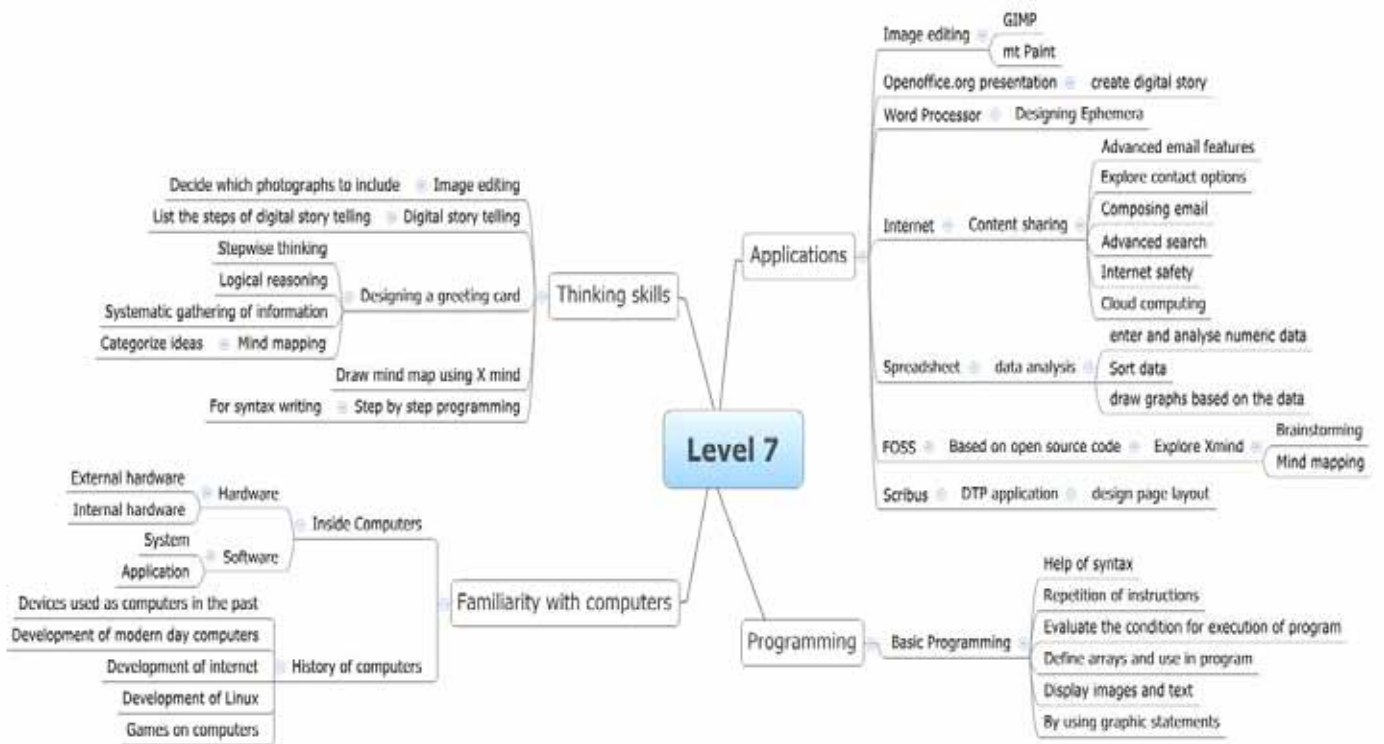 Level 7
Thinking skills
Image editing
Decide which photographs to include
Digital story telling
List the steps of digital story telling
Designing a greeting card
Stepwise thinking
Logical reasoning
Systematic gathering of information
Mind mapping
Categorize ideas
Draw mind map using X mind
Step by step programming
For syntax writing
Familiarity with computers
Inside Computers
Hardware
External hardware
Internal hardware
Software
System
Application
History of computers
Devices used as computers in the past
Development of modern day computers
Development of internet
Development of Linux
Games on computers
Applications
Image editing
GIMP
mt Paint
Openoffice.org presentation
create digital story
Word Processor
Designing Ephemera
Internet
Content sharing
Advanced email features
Explore contact options
Composing email
Advanced search
Internet safety
Cloud computing
Spreadsheet
data analysis
enter and analyse numeric data
Sort data
draw graphs based on the data
FOSS
Based on open source code
Explore Xmind
Brainstorming
Mind mapping
Scribus
DTP application
design page layout
Programming
Basic Programming
Help of syntax
Repetition of instructions
Evaluate the condition for execution of program
Define arrays and use in program
Display images and text
By using graphic statements